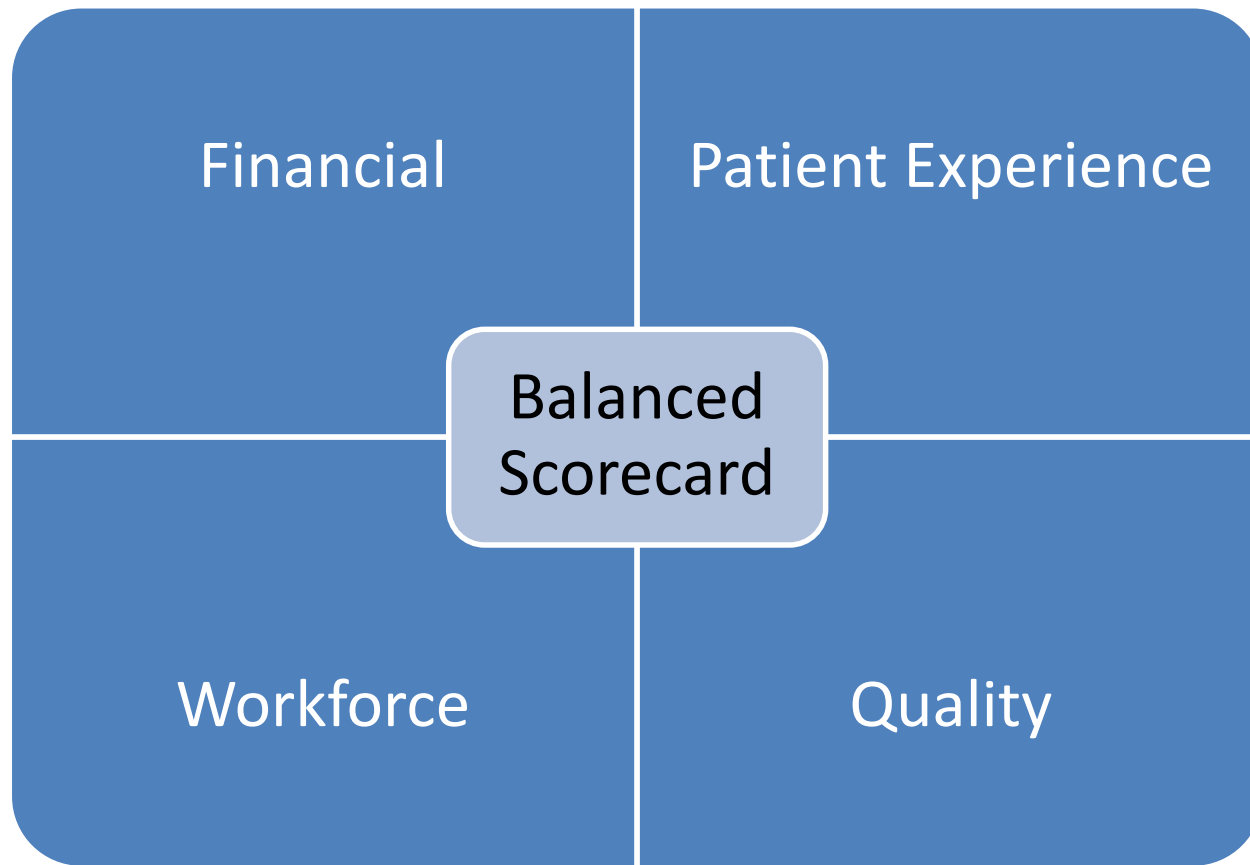 Financial
Patient Experience
Balanced
Scorecard
Workforce
Quality